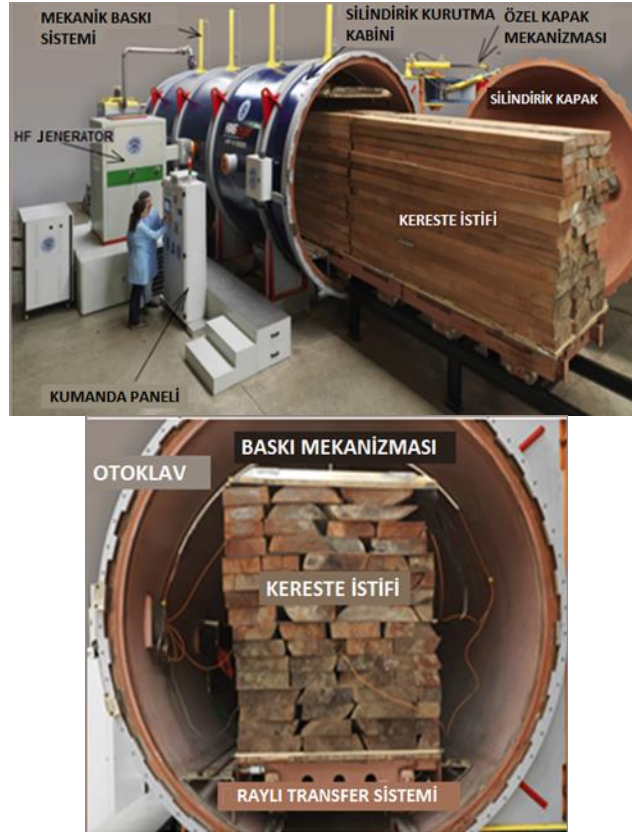 MEKANİK BASKI
SİSTEMİ
SİLİNDİRİK KURUTMA
KABİNİ
ÖZEL KAPAK
MEKANİZMASI
SİLİNDİRİK KAPAK
HF JENERATOR
KERESTE İSTİFİ
KUMANDA PANELİ
BASKI MEKANİZMASI
OTOKLAV
KERESTE İSTİFİ
RAYLI TRANSFER SİSTEMİ